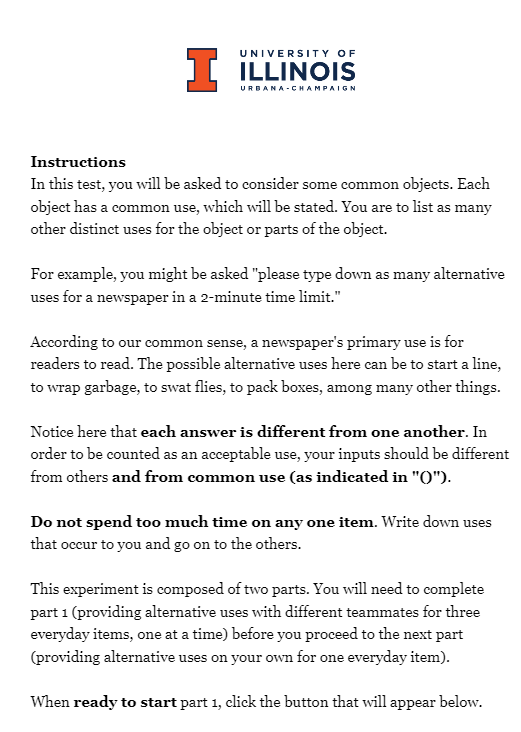 UNIVERSITY OF
ILLINOIS
URBANA-CHAMPAIGN
Instructions
In this test, you will be asked to consider some common objects. Each
object has a common use, which will be stated. You are to list as many
other distinct uses for the object or parts of the object.
For example, you might be asked "please type down as many alternative
uses for a newspaper in a 2-minute time limit."
According to our common sense, a newspaper's primary use is for
readers to read. The possible alternative uses here can be to start a line,
to wrap garbage, to swat flies, to pack boxes, among many other things.
Notice here that each answer is different from one another. In
order to be counted as an acceptable use, your inputs should be different
from others and from common use (as indicated in "()").
Do not spend too much time on any one item. Write down uses
that occur to you and go on to the others.
This experiment is composed of two parts. You will need to complete
part 1 (providing alternative uses with different teammates for three
everyday items, one at a time) before you proceed to the next part
(providing alternative uses on your own for one everyday item).
When ready to start part 1, click the button that will appear below.